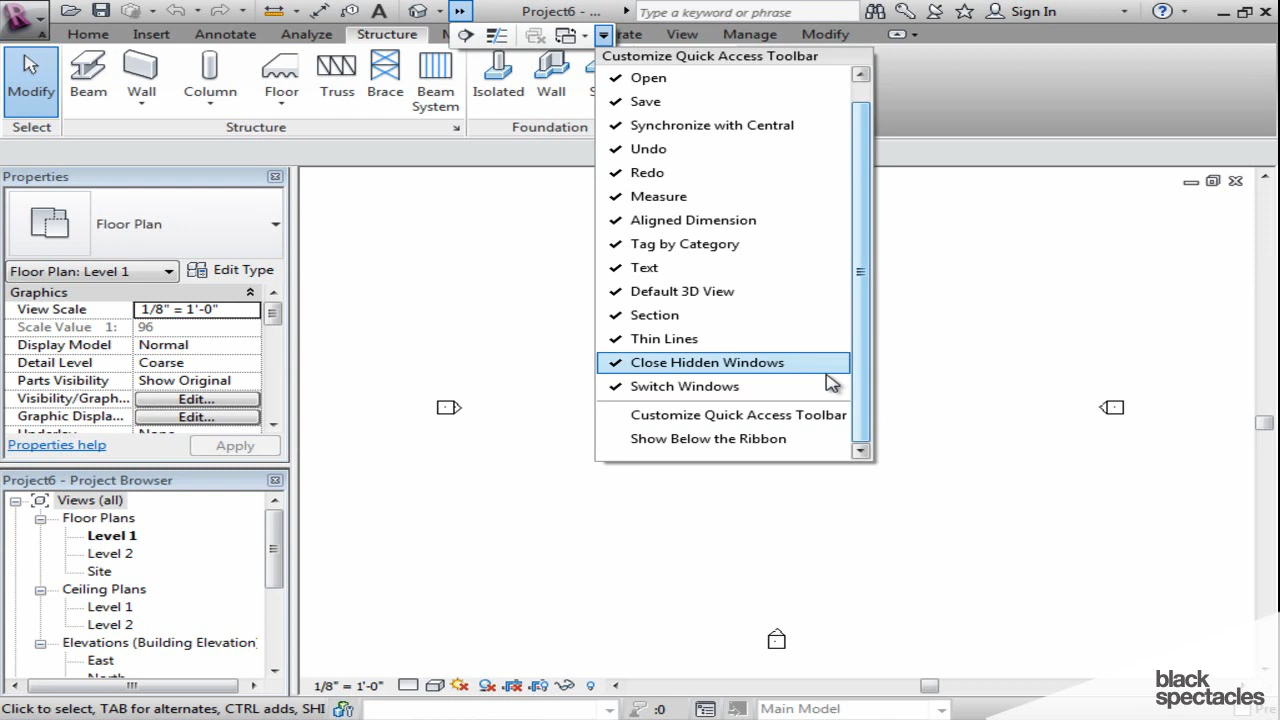 Project6 - ...
Type a keyword or phrase
Sign In
Home Insert Annotate Analyze Structure
rate View Manage Modify
Customize Quick Access Toolbar
Open
Save
Synchronize with Central
Undo
Redo
Measure
Aligned Dimension
Tag by Category
Text
Default 3D View
Section
Thin Lines
Close Hidden Windows
Switch Windows
Customize Quick Access Toolbar
Show Below the Ribbon
Modify
Beam
Wall
Column
Floor
Truss
Brace
Beam
System
Isolated
Wall
Select
Structure
Foundation
Properties
Floor Plan
Floor Plan: Level 1
Edit Type
Graphics
View Scale 1/8" = 1'-0"
Scale Value 1: 96
Display Model Normal
Detail Level Coarse
Parts Visibility Show Original
Visibility/Graph... Edit...
Graphic Displa... Edit...
Properties help
Apply
Project6 - Project Browser
Views (all)
Floor Plans
Level 1
Level 2
Site
Ceiling Plans
Level 1
Level 2
Elevations (Building Elevation)
East
1/8" = 1'-0"
Click to select, TAB for alternates, CTRL adds, SHI
:0
Main Model
black
spectacles